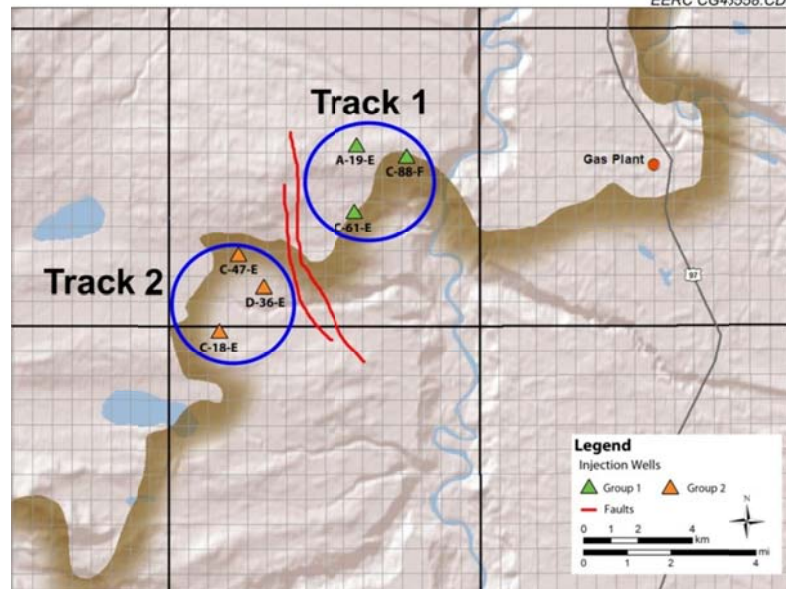 Track 1
A-19-E
C-88-F
Gas Plant
C-61-E
Track 2
C-47-E
D-36-E
C-18-E
97
Legend
Injection Wells
Group 1
Group 2
Faults
N
0 1 2 4
km
0 1 2 4
mi